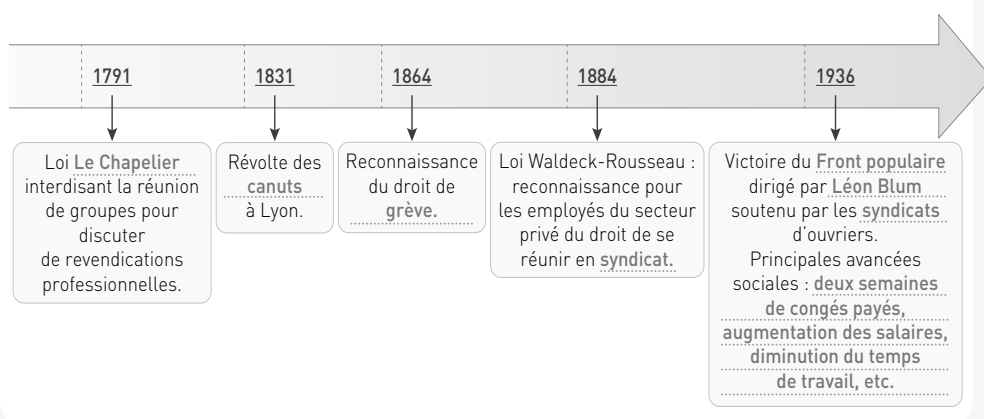 1791
1831
1864
1884
1936
Loi Le Chapelier
interdisant la réunion
de groupes pour
discuter
de revendications
professionnelles.
Révolte des
canuts
à Lyon.
Reconnaissance
du droit de
grève.
Loi Waldeck-Rousseau :
reconnaissance pour
les employés du secteur
privé du droit de se
réunir en syndicat.
Victoire du Front populaire
dirigé par Léon Blum
soutenu par les syndicats
d'ouvriers.
Principales avancées
sociales : deux semaines
de congés payés,
augmentation des salaires,
diminution du temps
de travail, etc.